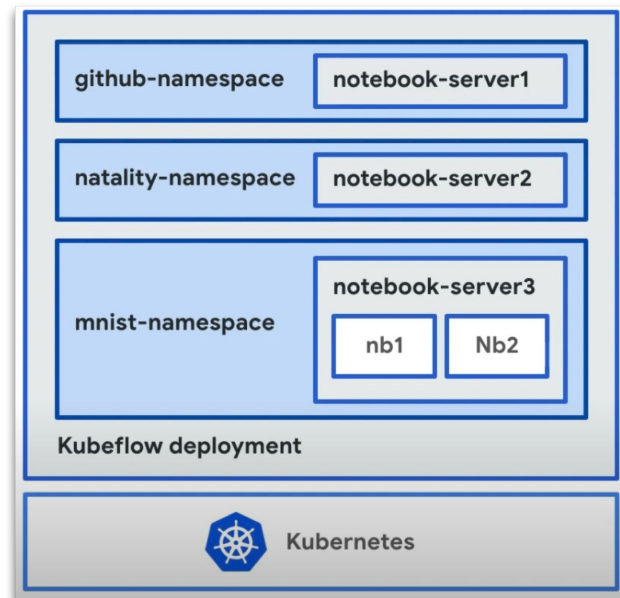 github-namespace
notebook-server1
natality-namespace
notebook-server2
mnist-namespace
notebook-server3
nb1
Nb2
Kubeflow deployment
Kubernetes